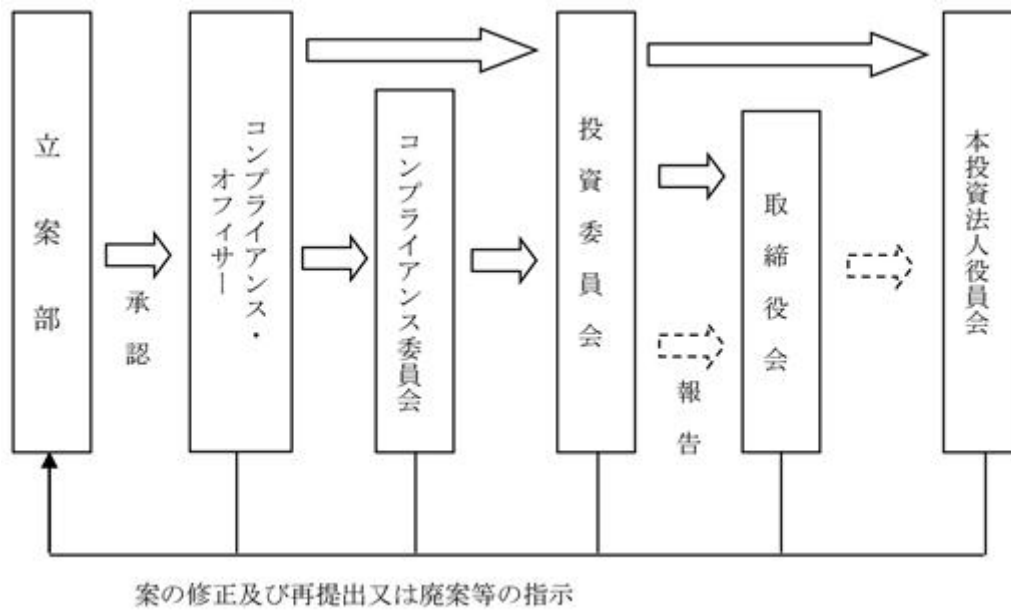 立案部
承認
コンプライアンス・
オフィサー
コンプライアンス委員会
投資委員会
報告
取締役会
本投資法人役員会
案の修正及び再提出又は廃案等の指示